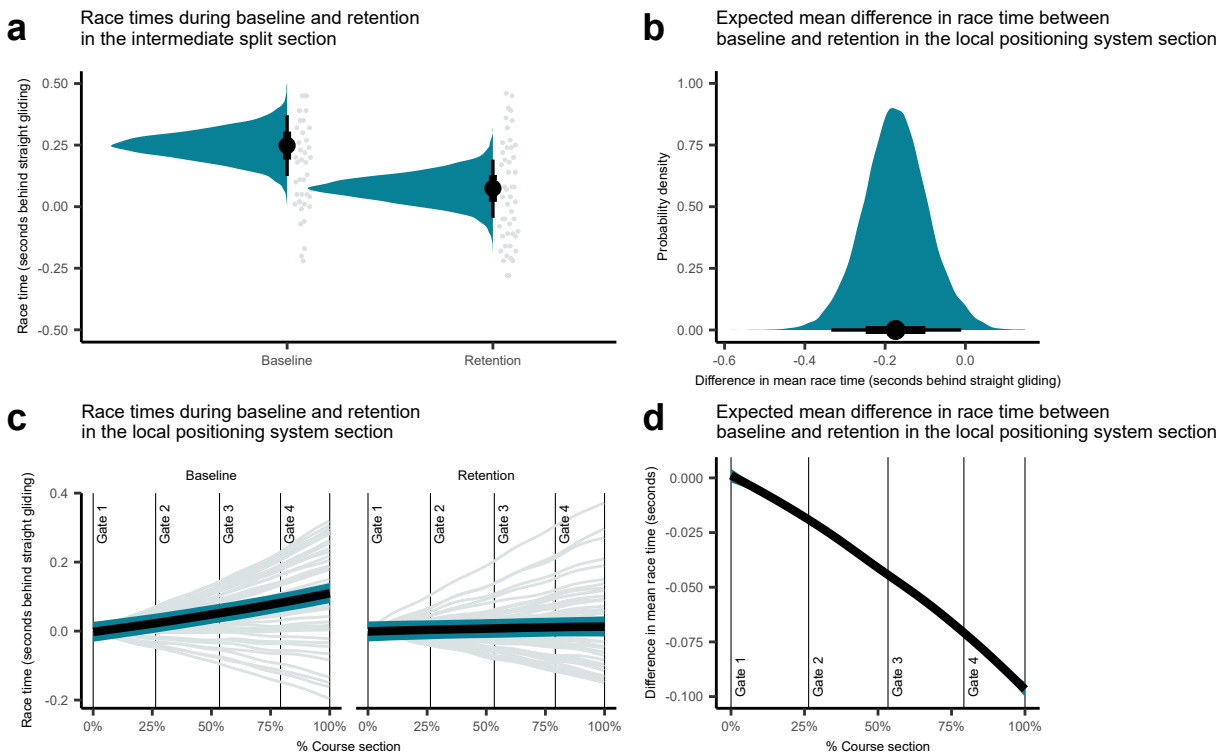 a
Race times during baseline and retention
in the intermediate split section
Race time (seconds behind straight gliding)
0.50
0.25
0.00
-0.25
-0.50
Baseline
Retention
b
Expected mean difference in race time between
baseline and retention in the local positioning system section
Probability density
1.00
0.75
0.50
0.25
0.00
-0.6
-0.4
-0.2
0.0
Difference in mean race time (seconds behind straight gliding)
c
Race times during baseline and retention
in the local positioning system section
Race time (seconds behind straight gliding)
Baseline
Retention
0.4
0.2
0.0
-0.2
Gate 1
Gate 2
Gate 3
Gate 4
Gate 1
Gate 2
Gate 3
Gate 4
0%
25%
50%
75%
100%
0%
25%
50%
75%
100%
% Course section
d
Expected mean difference in race time between
baseline and retention in the local positioning system section
Difference in mean race time (seconds)
0.000
-0.025
-0.050
-0.075
-0.100
Gate 1
Gate 2
Gate 3
Gate 4
0%
25%
50%
75%
100%
% Course section